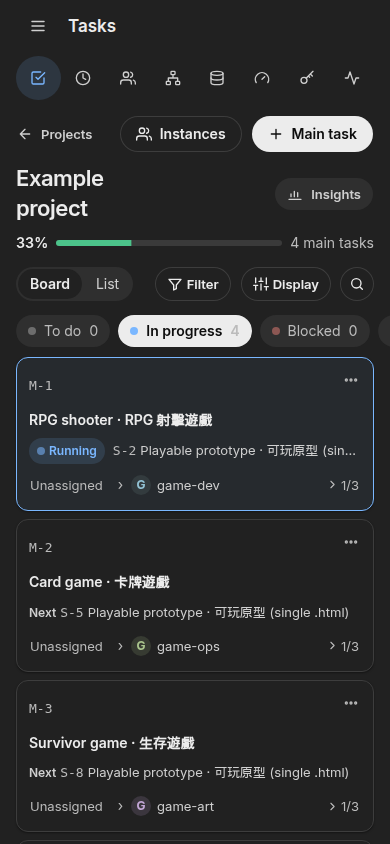 Tasks
Projects
Instances
Main task
Example
project
Insights
33%
4 main tasks
Board
List
Filter
Display
To do 0
In progress 4
Blocked 0
M-1
RPG shooter · RPG 射擊遊戲
Running S-2 Playable prototype · 可玩原型 (sin...
Unassigned G game-dev 1/3
M-2
Card game · 卡牌遊戲
Next S-5 Playable prototype · 可玩原型 (single .html)
Unassigned G game-ops 1/3
M-3
Survivor game · 生存遊戲
Next S-8 Playable prototype · 可玩原型 (single .html)
Unassigned G game-art 1/3